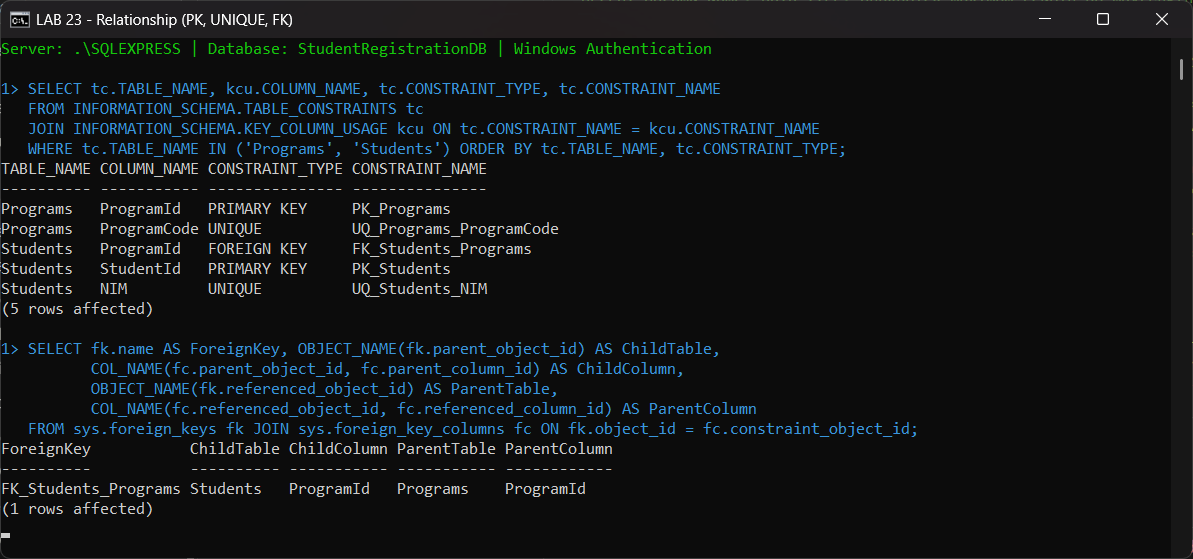 LAB 23 - Relationship (PK, UNIQUE, FK)
Server: .\SQLEXPRESS | Database: StudentRegistrationDB | Windows Authentication
1> SELECT tc.TABLE_NAME, kcu.COLUMN_NAME, tc.CONSTRAINT_TYPE, tc.CONSTRAINT_NAME
   FROM INFORMATION_SCHEMA.TABLE_CONSTRAINTS tc
   JOIN INFORMATION_SCHEMA.KEY_COLUMN_USAGE kcu ON tc.CONSTRAINT_NAME = kcu.CONSTRAINT_NAME
   WHERE tc.TABLE_NAME IN ('Programs', 'Students') ORDER BY tc.TABLE_NAME, tc.CONSTRAINT_TYPE;
TABLE_NAME COLUMN_NAME CONSTRAINT_TYPE CONSTRAINT_NAME
---------- ----------- --------------- ---------------
Programs   ProgramId   PRIMARY KEY     PK_Programs
Programs   ProgramCode UNIQUE          UQ_Programs_ProgramCode
Students   ProgramId   FOREIGN KEY     FK_Students_Programs
Students   StudentId   PRIMARY KEY     PK_Students
Students   NIM         UNIQUE          UQ_Students_NIM
(5 rows affected)
1> SELECT fk.name AS ForeignKey, OBJECT_NAME(fk.parent_object_id) AS ChildTable,
          COL_NAME(fc.parent_object_id, fc.parent_column_id) AS ChildColumn,
          OBJECT_NAME(fk.referenced_object_id) AS ParentTable,
          COL_NAME(fc.referenced_object_id, fc.referenced_column_id) AS ParentColumn
   FROM sys.foreign_keys fk JOIN sys.foreign_key_columns fc ON fk.object_id = fc.constraint_object_id;
ForeignKey           ChildTable ChildColumn ParentTable ParentColumn
----------           ---------- ----------- ----------- ------------
FK_Students_Programs Students   ProgramId   Programs    ProgramId
(1 rows affected)